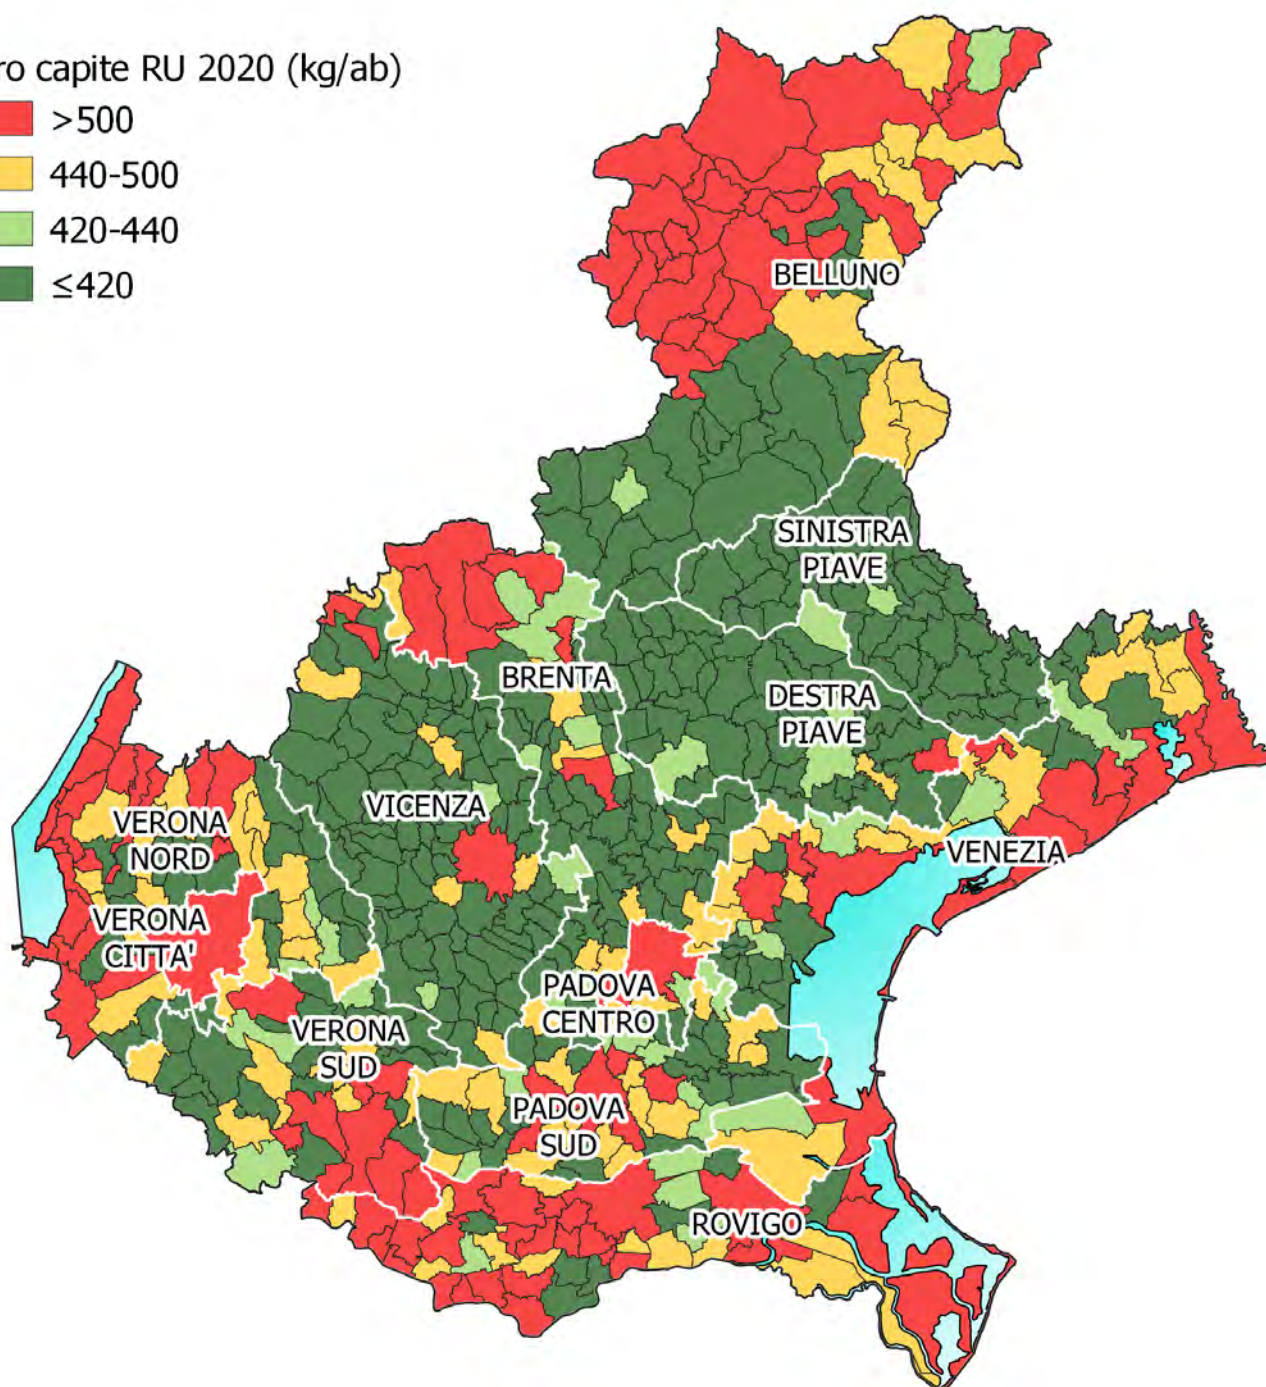 ro capite RU 2020 (kg/ab)
>500
440-500
420-440
≤420
BELLUNO
SINISTRA
PIAVE
BRENTA
DESTRA
PIAVE
VICENZA
VERONA
NORD
VENEZIA
VERONA
CITTA'
PADOVA
CENTRO
VERONA
SUD
PADOVA
SUD
ROVIGO